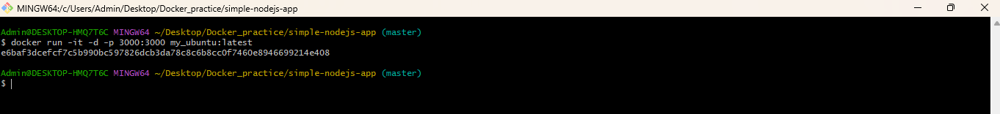 MINGW64:/c/Users/Admin/Desktop/Docker_practice/simple-nodejs-app
Admin@DESKTOP-HMQ7T6C MINGW64 ~/Desktop/Docker_practice/simple-nodejs-app (master)
$ docker run -it -d -p 3000:3000 my_ubuntu:latest
e6baf3dcefcf7c5b990bc597826dcb3da78c8c6b8cc0f7460e8946699214e408
Admin@DESKTOP-HMQ7T6C MINGW64 ~/Desktop/Docker_practice/simple-nodejs-app (master)
$